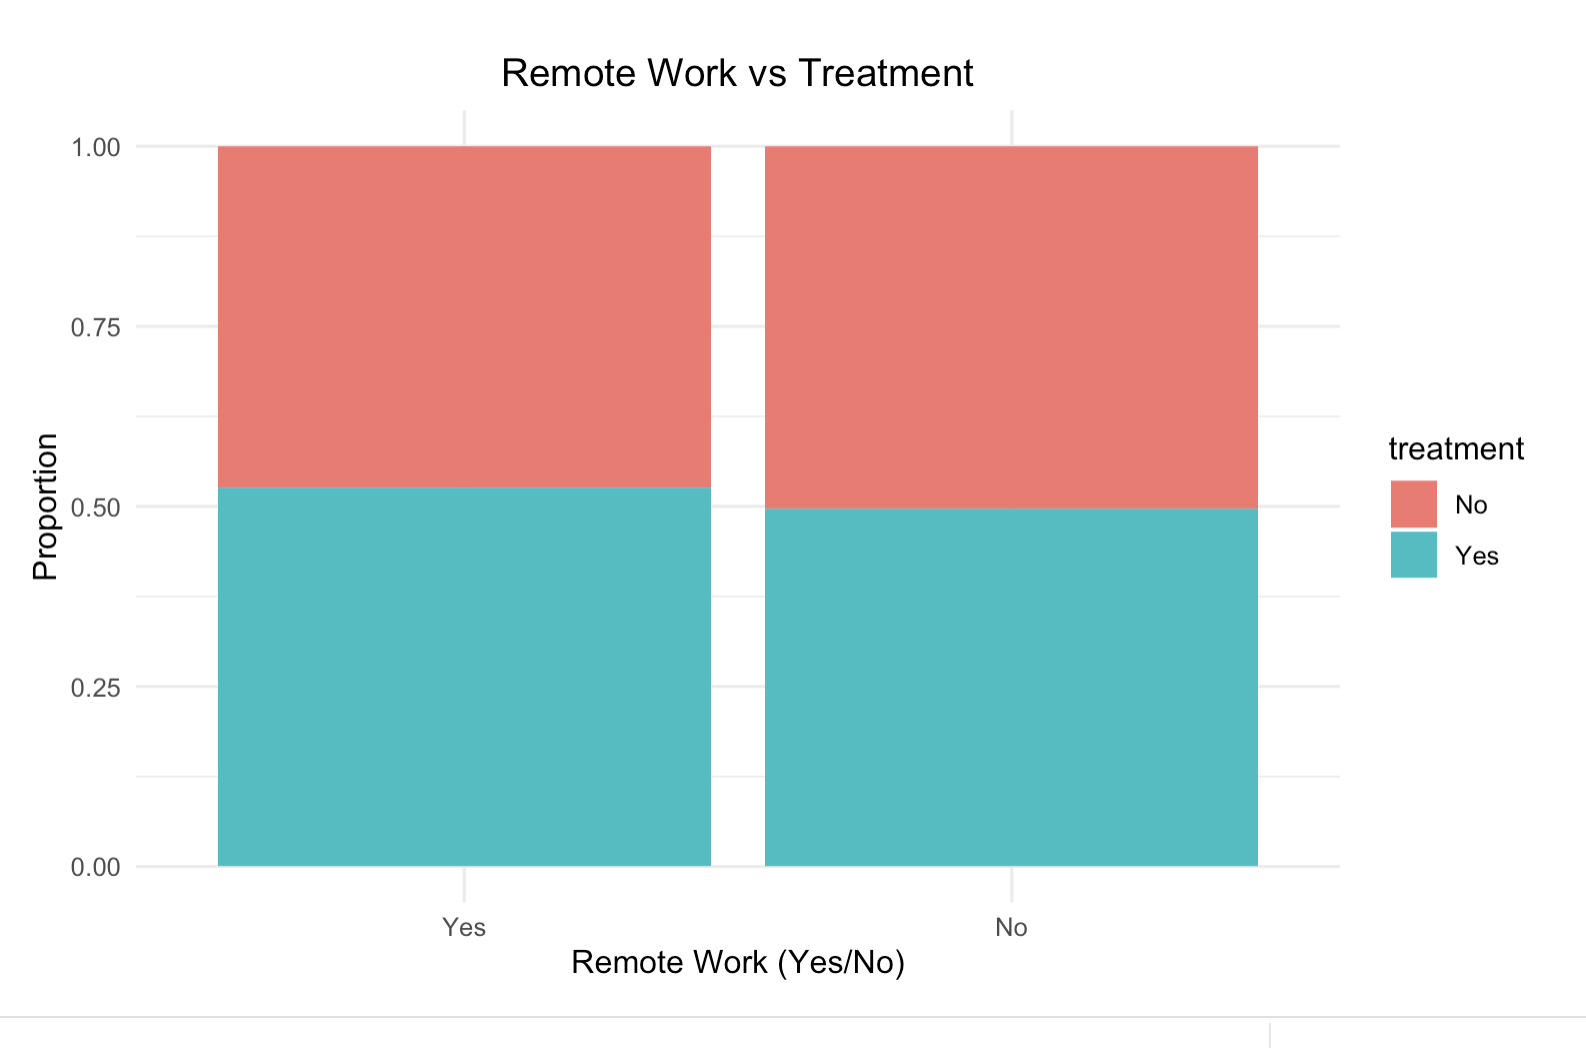 Remote Work vs Treatment
1.00
0.75
0.50
0.25
0.00
Proportion
Yes
No
Remote Work (Yes/No)
treatment
No
Yes